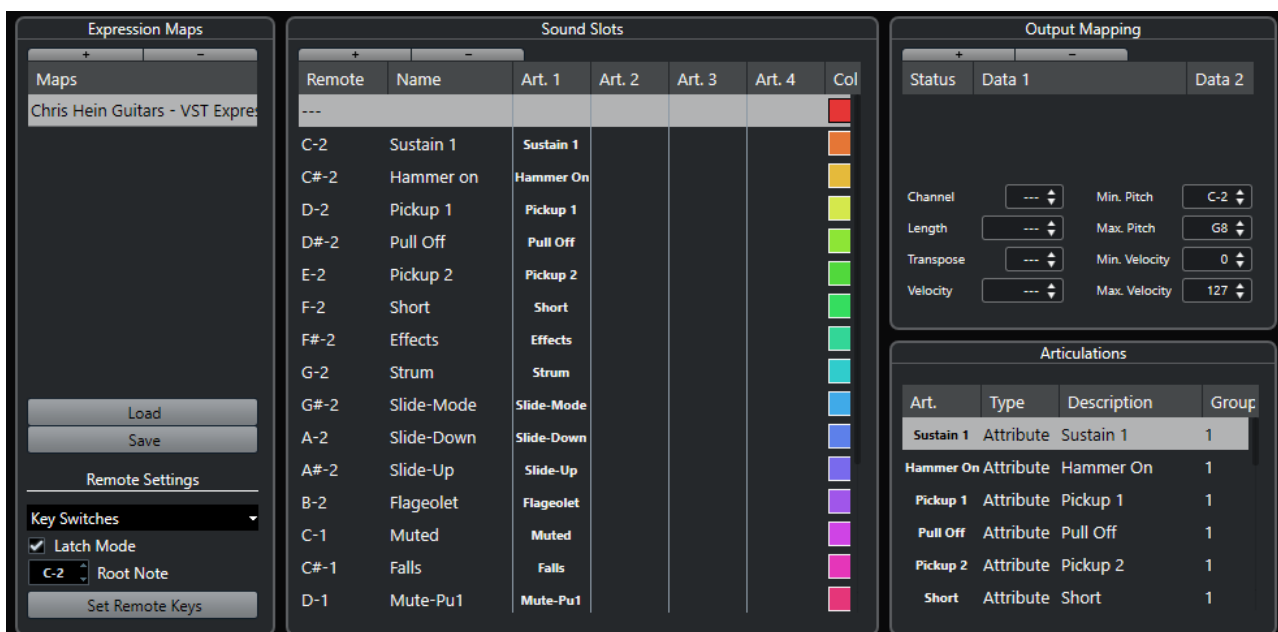 Expression Maps
+ −
Maps
Chris Hein Guitars - VST Expre
Load
Save
Remote Settings
Key Switches
Latch Mode
C-2 Root Note
Set Remote Keys
Sound Slots
+ −
Remote Name Art. 1 Art. 2 Art. 3 Art. 4 Col
---
C-2 Sustain 1 Sustain 1
C#-2 Hammer on Hammer On
D-2 Pickup 1 Pickup 1
D#-2 Pull Off Pull Off
E-2 Pickup 2 Pickup 2
F-2 Short Short
F#-2 Effects Effects
G-2 Strum Strum
G#-2 Slide-Mode Slide-Mode
A-2 Slide-Down Slide-Down
A#-2 Slide-Up Slide-Up
B-2 Flageolet Flageolet
C-1 Muted Muted
C#-1 Falls Falls
D-1 Mute-Pu1 Mute-Pu1
Output Mapping
+ −
Status Data 1 Data 2
Channel --- Min. Pitch C-2
Length --- Max. Pitch G8
Transpose --- Min. Velocity 0
Velocity --- Max. Velocity 127
Articulations
Art. Type Description Group
Sustain 1 Attribute Sustain 1 1
Hammer On Attribute Hammer On 1
Pickup 1 Attribute Pickup 1 1
Pull Off Attribute Pull Off 1
Pickup 2 Attribute Pickup 2 1
Short Attribute Short 1